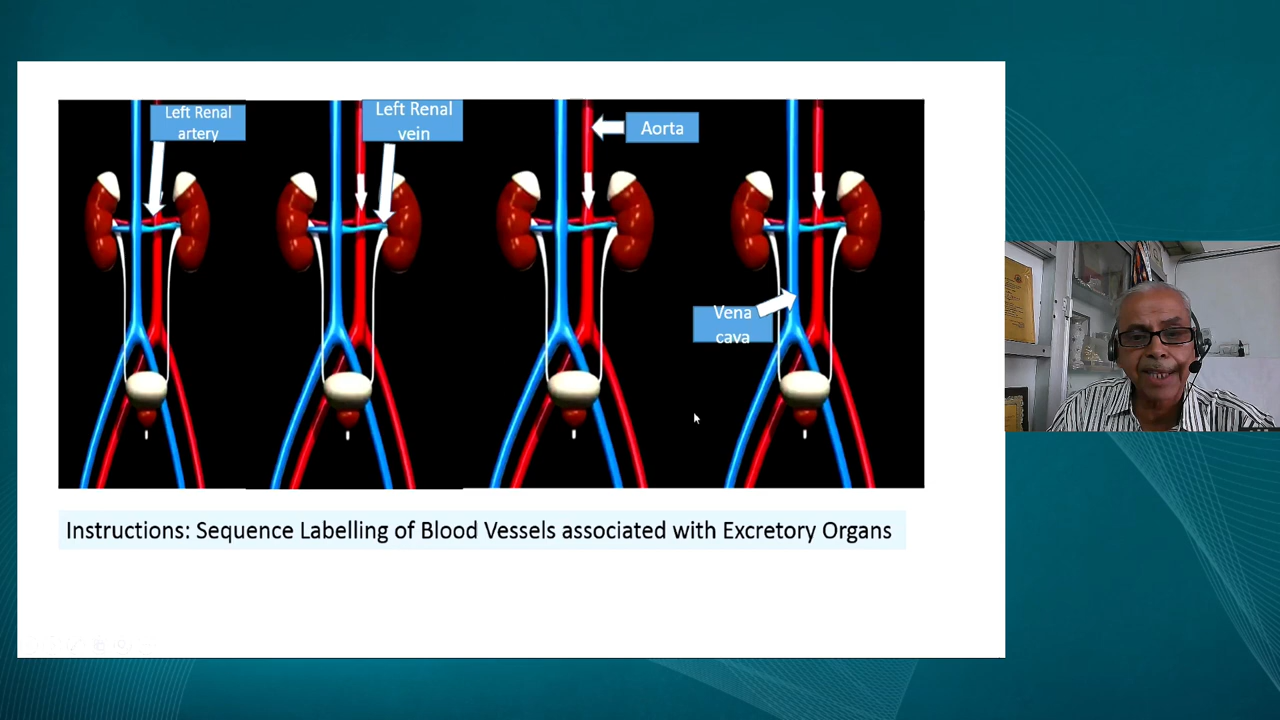 Left Renal
artery
Left Renal
vein
Aorta
Vena
cava
Instructions: Sequence Labelling of Blood Vessels associated with Excretory Organs